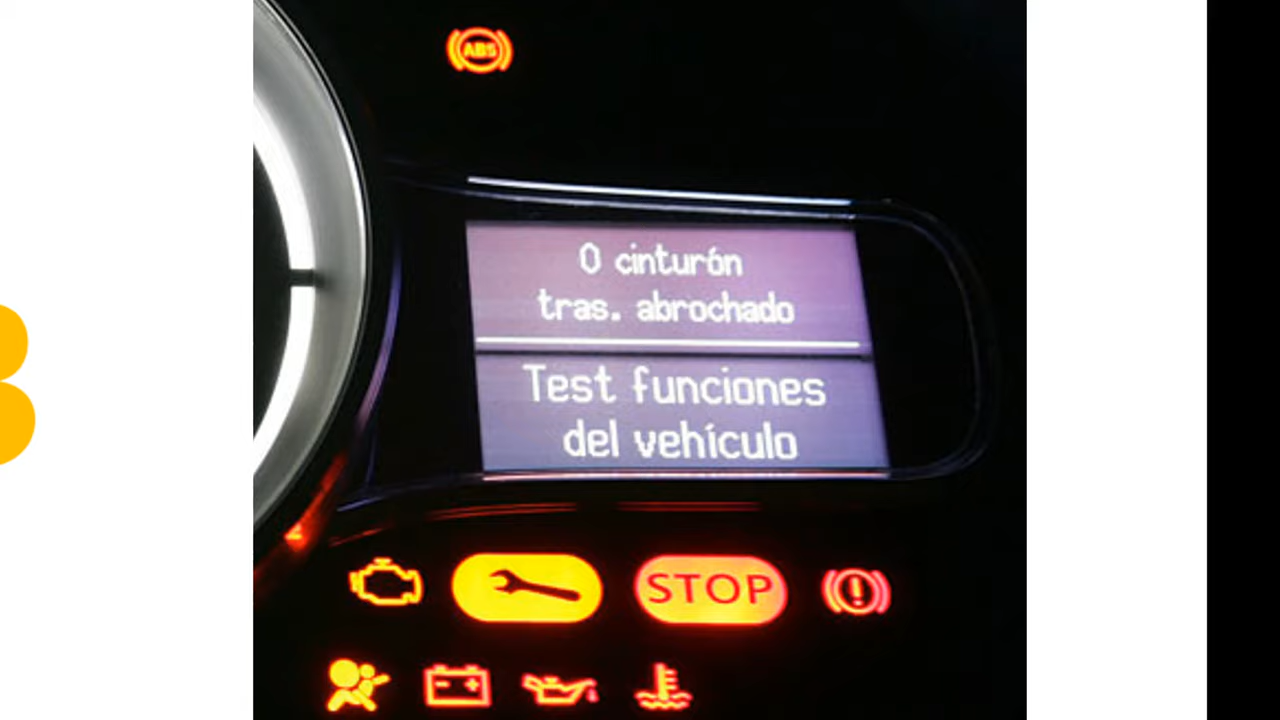 ABS
0 cinturón
tras. abrochado
Test funciones
del vehículo
STOP